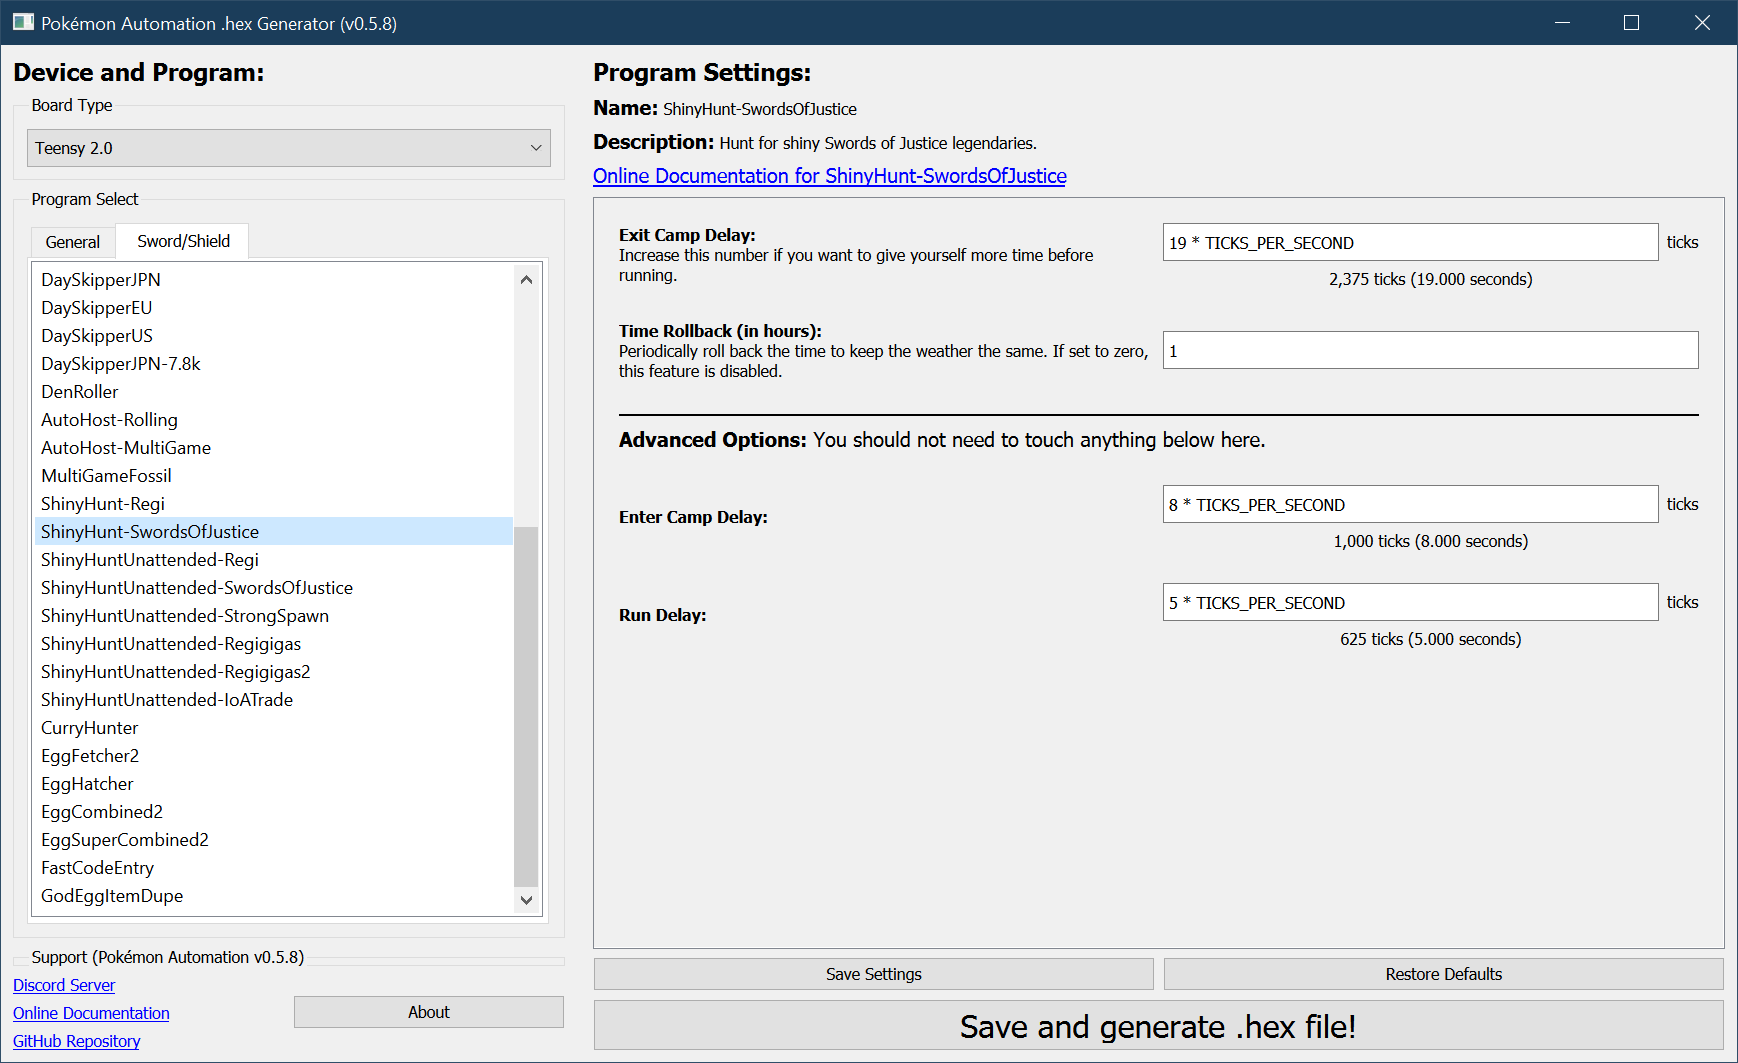 Pokémon Automation .hex Generator (v0.5.8)
Device and Program:
Board Type
Teensy 2.0
Program Select
General
Sword/Shield
DaySkipperJPN
DaySkipperEU
DaySkipperUS
DaySkipperJPN-7.8k
DenRoller
AutoHost-Rolling
AutoHost-MultiGame
MultiGameFossil
ShinyHunt-Regi
ShinyHunt-SwordsOfJustice
ShinyHuntUnattended-Regi
ShinyHuntUnattended-SwordsOfJustice
ShinyHuntUnattended-StrongSpawn
ShinyHuntUnattended-Regigigas
ShinyHuntUnattended-Regigigas2
ShinyHuntUnattended-IoATrade
CurryHunter
EggFetcher2
EggHatcher
EggCombined2
EggSuperCombined2
FastCodeEntry
GodEggItemDupe
Support (Pokémon Automation v0.5.8)
Discord Server
Online Documentation
GitHub Repository
About
Program Settings:
Name: ShinyHunt-SwordsOfJustice
Description: Hunt for shiny Swords of Justice legendaries.
Online Documentation for ShinyHunt-SwordsOfJustice
Exit Camp Delay:
Increase this number if you want to give yourself more time before
running.
19 * TICKS_PER_SECOND ticks
2,375 ticks (19.000 seconds)
Time Rollback (in hours):
Periodically roll back the time to keep the weather the same. If set to zero,
this feature is disabled.
1
Advanced Options: You should not need to touch anything below here.
Enter Camp Delay:
8 * TICKS_PER_SECOND ticks
1,000 ticks (8.000 seconds)
Run Delay:
5 * TICKS_PER_SECOND ticks
625 ticks (5.000 seconds)
Save Settings
Restore Defaults
Save and generate .hex file!